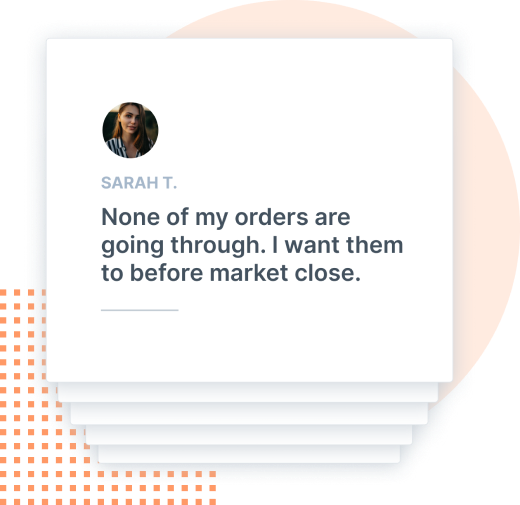 SARAH T.
None of my orders are
going through. I want them
to before market close.